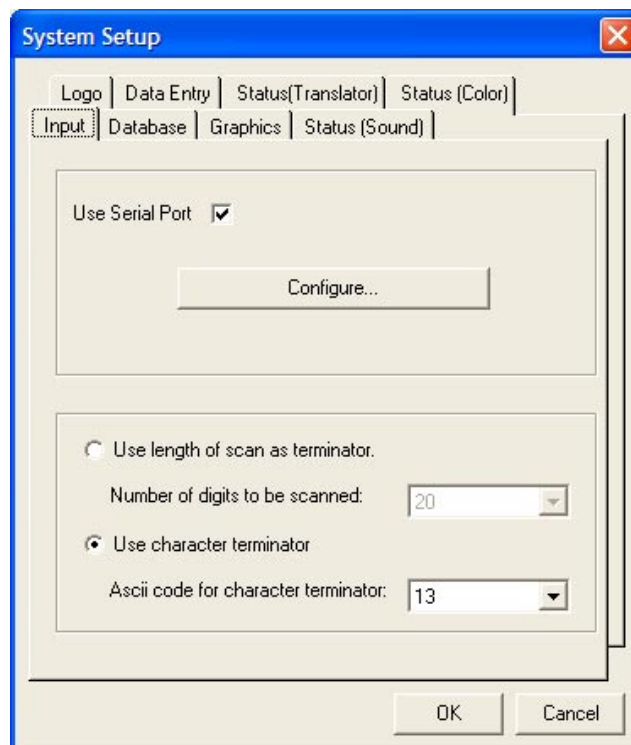 System Setup
Logo Data Entry Status(Translator) Status (Color)
Input Database Graphics Status (Sound)
Use Serial Port
Configure...
Use length of scan as terminator.
Number of digits to be scanned: 20
Use character terminator
Ascii code for character terminator: 13
OK Cancel